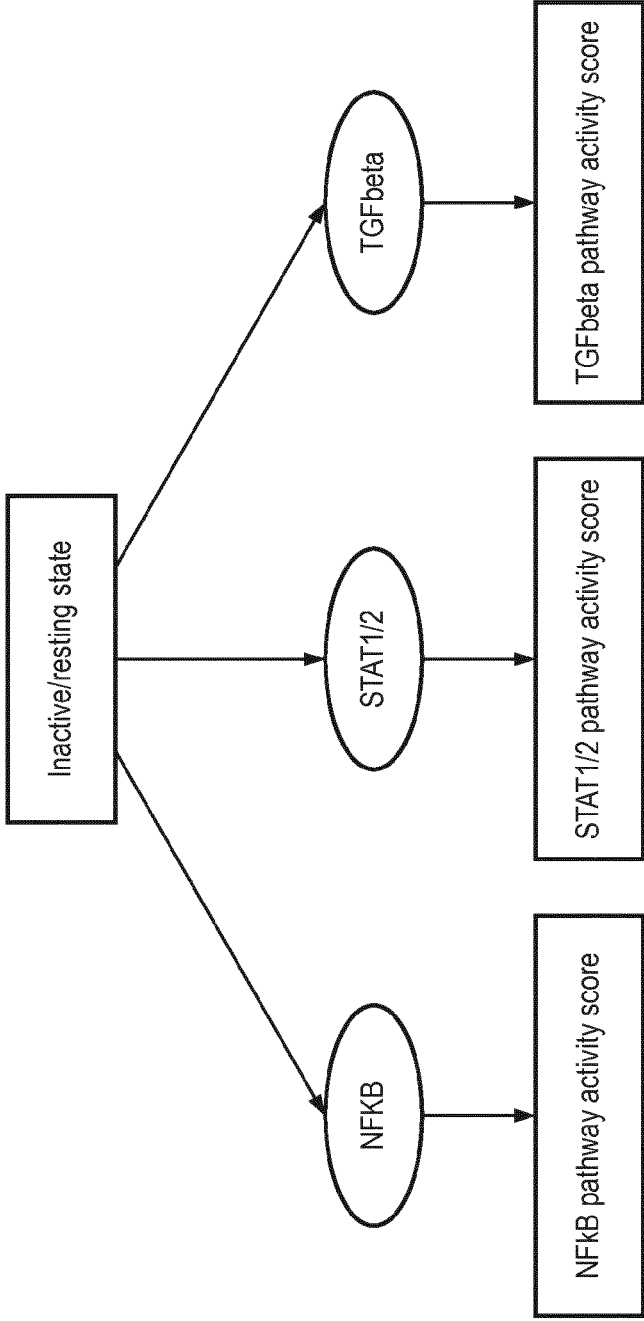 Inactive/resting state
NFKB
STAT1/2
TGFbeta
NFkB pathway activity score
STAT1/2 pathway activity score
TGFbeta pathway activity score